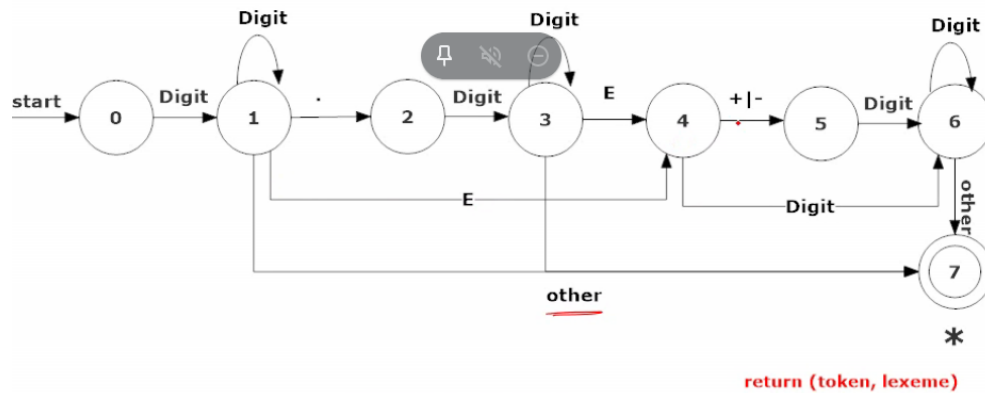 Digit Digit Digit
start Digit . Digit E +|- Digit
0 1 2 3 4 5 6
E Digit other
7
other
*
return (token, lexeme)